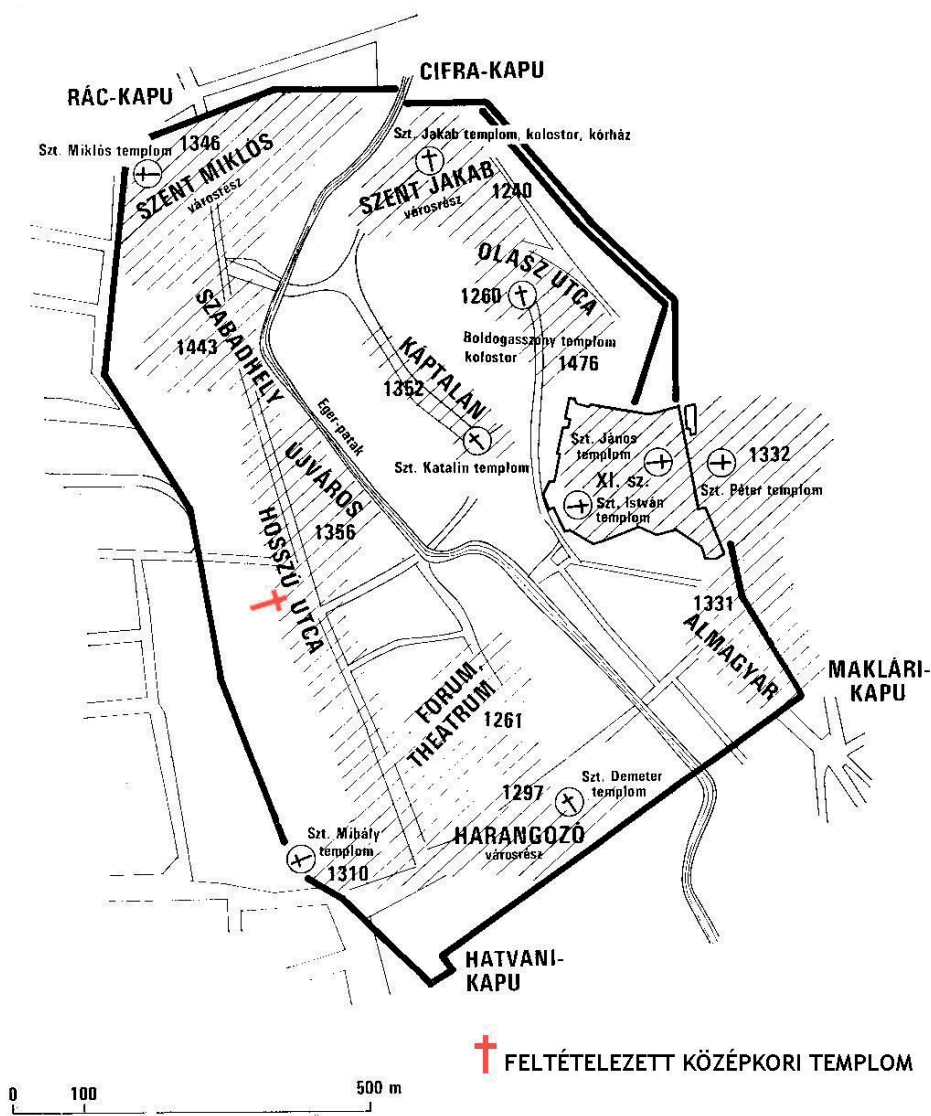 CIFRA-KAPU
RÁC-KAPU
Szt. Miklós templom
1346
SZENT MIKLÓS
városrész
Szt. Jakab templom, kolostor, kórház
SZENT JAKAB
városrész
1240
OLASZ UTCA
1260
Boldogasszony templom
kolostor
1476
SZABADHELY
1443
KÁPTALÁN
1352
Eger-patak
Szt. Katalin templom
Szt. János
templom
XI. sz.
Szt. István
templom
1332
Szt. Péter templom
ÚJVÁROS
1356
HOSSZÚ UTCA
1331
ALMAGYAR
MAKLÁRI-
KAPU
FORUM,
THEATRUM
1261
Szt. Demeter
templom
1297
HARANGOZÓ
városrész
Szt. Mihály
templom
1310
HATVANI-
KAPU
FELTÉTELEZETT KÖZÉPKORI TEMPLOM
0 100 500 m